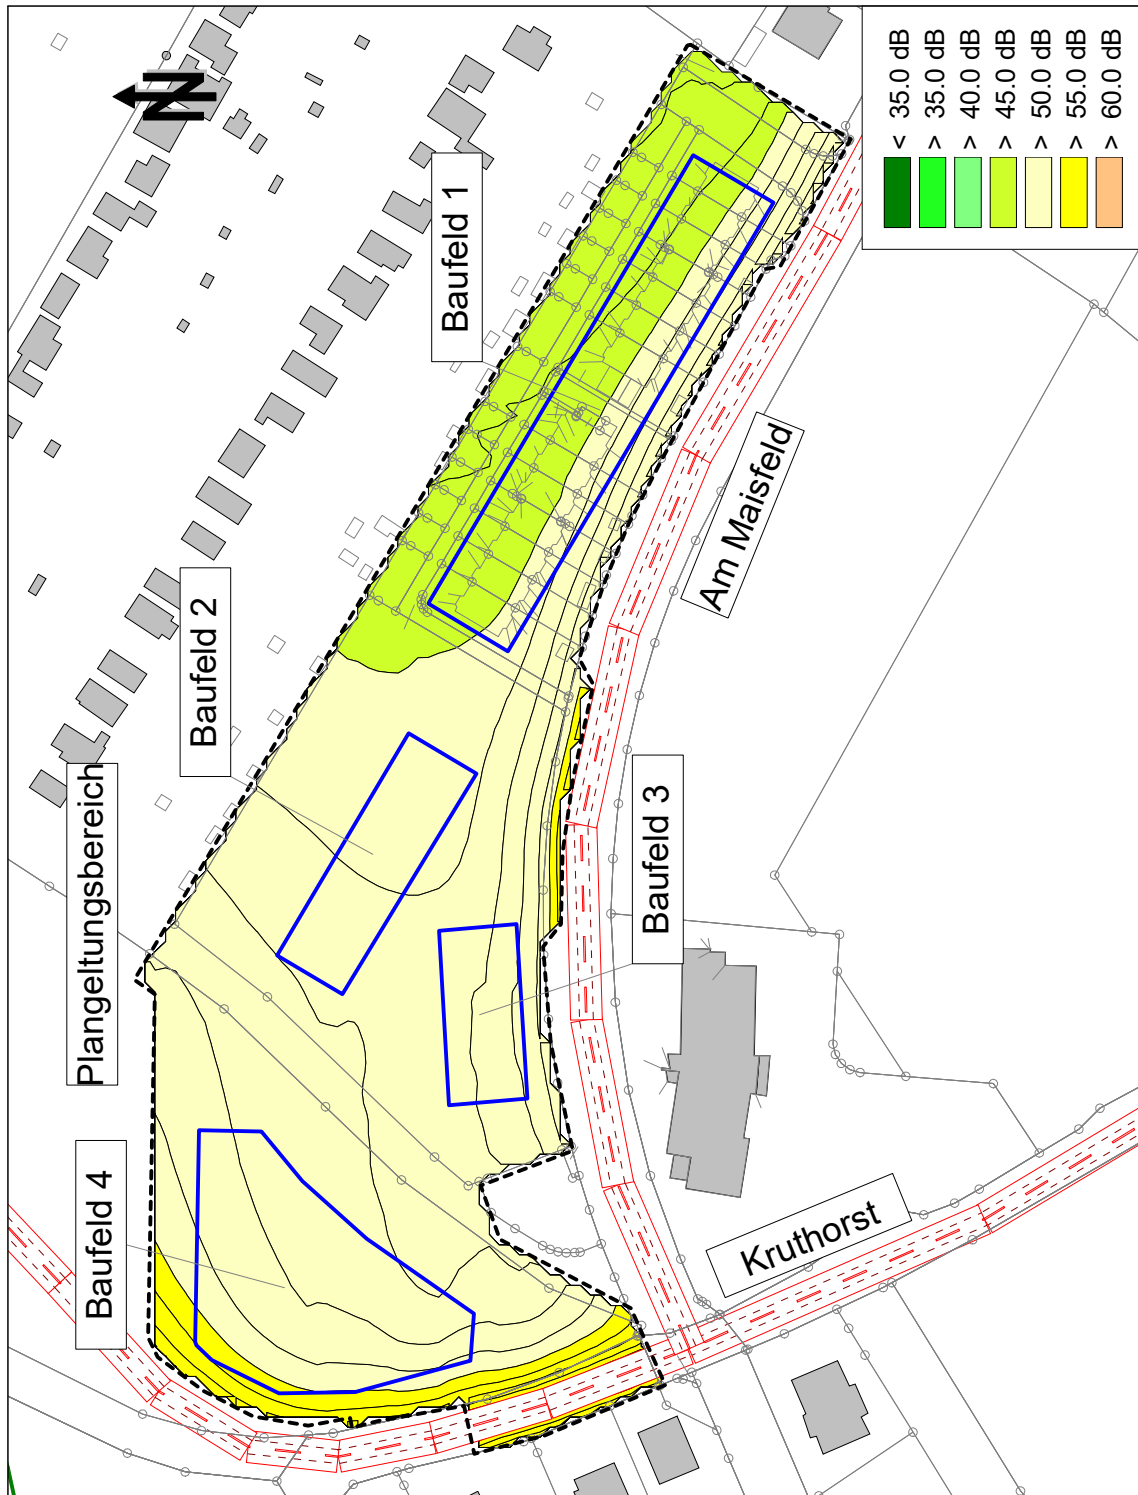 N
Baufeld 1
Baufeld 2
Plangeltungsbereich
Baufeld 3
Baufeld 4
Am Maisfeld
Kruthorst
< 35.0 dB
> 35.0 dB
> 40.0 dB
> 45.0 dB
> 50.0 dB
> 55.0 dB
> 60.0 dB